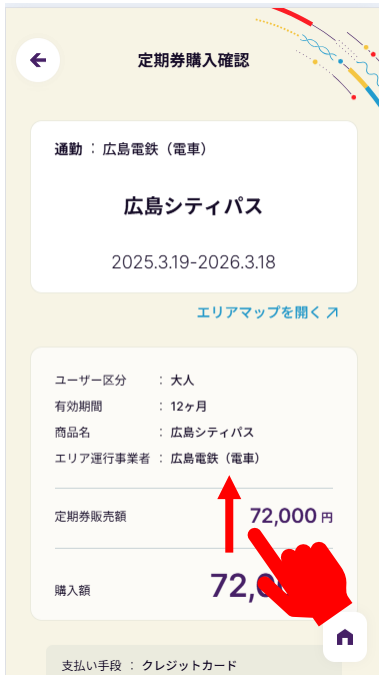 定期券購入確認
通勤 : 広島電鉄（電車）
広島シティパス
2025.3.19-2026.3.18
エリアマップを開く
ユーザー区分 : 大人
有効期間 : 12ヶ月
商品名 : 広島シティパス
エリア運行事業者 : 広島電鉄（電車）
定期券販売額 72,000 円
購入額 72,
支払い手段 : クレジットカード